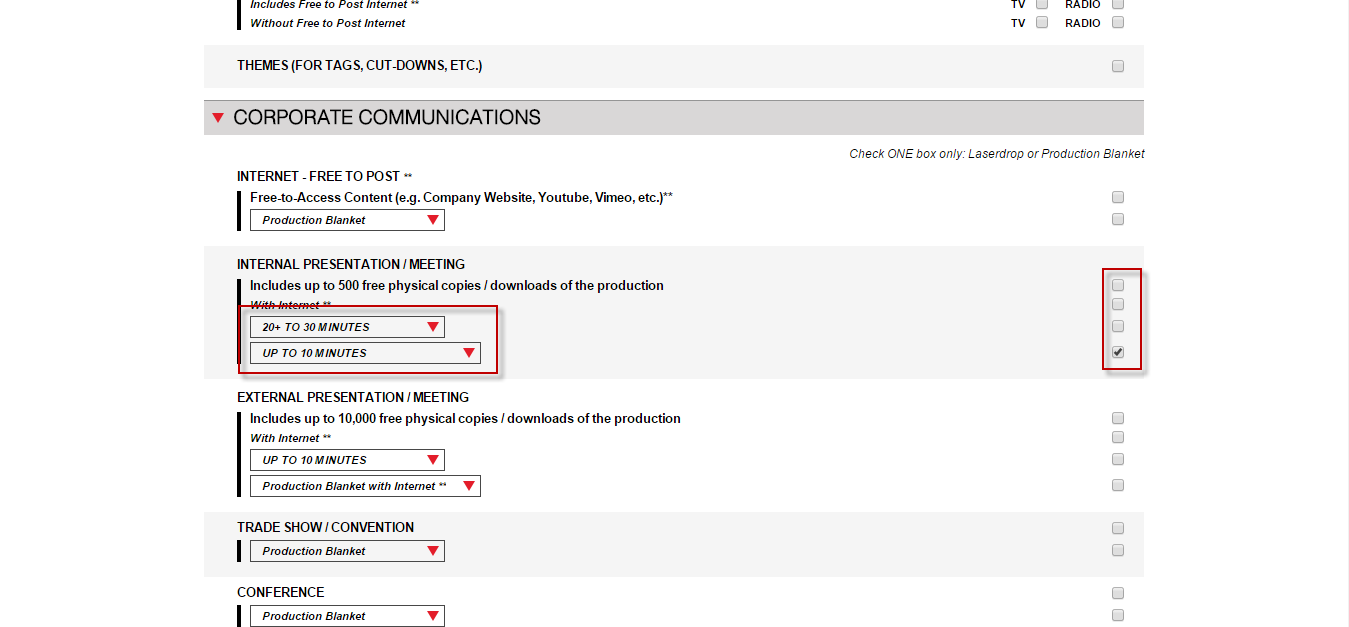 Includes Free to Post Internet ** TV RADIO
Without Free to Post Internet TV RADIO
THEMES (FOR TAGS, CUT-DOWNS, ETC.)
CORPORATE COMMUNICATIONS
Check ONE box only: Laserdrop or Production Blanket
INTERNET - FREE TO POST **
Free-to-Access Content (e.g. Company Website, Youtube, Vimeo, etc.)**
Production Blanket
INTERNAL PRESENTATION / MEETING
Includes up to 500 free physical copies / downloads of the production
With Internet **
20+ TO 30 MINUTES
UP TO 10 MINUTES
EXTERNAL PRESENTATION / MEETING
Includes up to 10,000 free physical copies / downloads of the production
With Internet **
UP TO 10 MINUTES
Production Blanket with Internet **
TRADE SHOW / CONVENTION
Production Blanket
CONFERENCE
Production Blanket